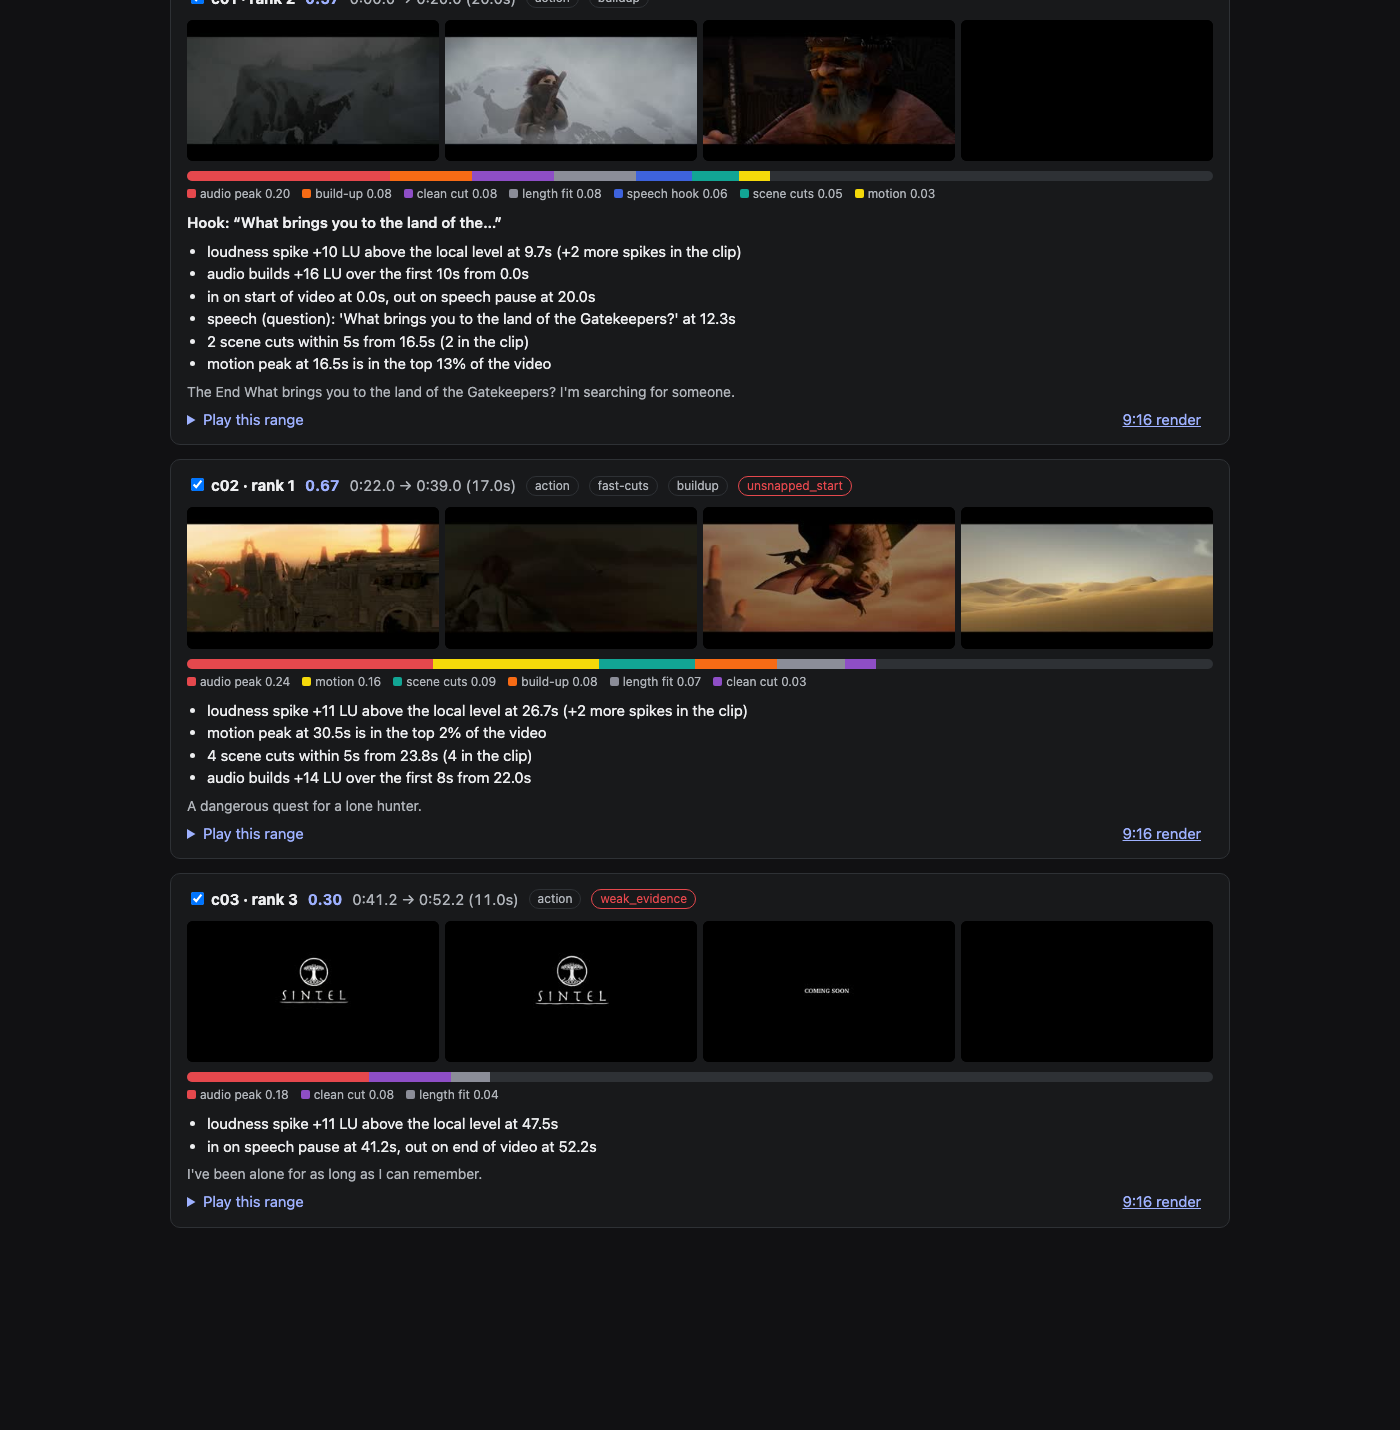 c01 · rank 2 0.57 0:00.0 → 0:20.0 (20.0s) action buildup
audio peak 0.20 build-up 0.08 clean cut 0.08 length fit 0.08 speech hook 0.06 scene cuts 0.05 motion 0.03
Hook: “What brings you to the land of the…”
• loudness spike +10 LU above the local level at 9.7s (+2 more spikes in the clip)
• audio builds +16 LU over the first 10s from 0.0s
• in on start of video at 0.0s, out on speech pause at 20.0s
• speech (question): 'What brings you to the land of the Gatekeepers?' at 12.3s
• 2 scene cuts within 5s from 16.5s (2 in the clip)
• motion peak at 16.5s is in the top 13% of the video
The End What brings you to the land of the Gatekeepers? I'm searching for someone.
▶ Play this range 9:16 render
c02 · rank 1 0.67 0:22.0 → 0:39.0 (17.0s) action fast-cuts buildup unsnapped_start
audio peak 0.24 motion 0.16 scene cuts 0.09 build-up 0.08 length fit 0.07 clean cut 0.03
• loudness spike +11 LU above the local level at 26.7s (+2 more spikes in the clip)
• motion peak at 30.5s is in the top 2% of the video
• 4 scene cuts within 5s from 23.8s (4 in the clip)
• audio builds +14 LU over the first 8s from 22.0s
A dangerous quest for a lone hunter.
▶ Play this range 9:16 render
c03 · rank 3 0.30 0:41.2 → 0:52.2 (11.0s) action weak_evidence
SINTEL SINTEL COMING SOON
audio peak 0.18 clean cut 0.08 length fit 0.04
• loudness spike +11 LU above the local level at 47.5s
• in on speech pause at 41.2s, out on end of video at 52.2s
I've been alone for as long as I can remember.
▶ Play this range 9:16 render